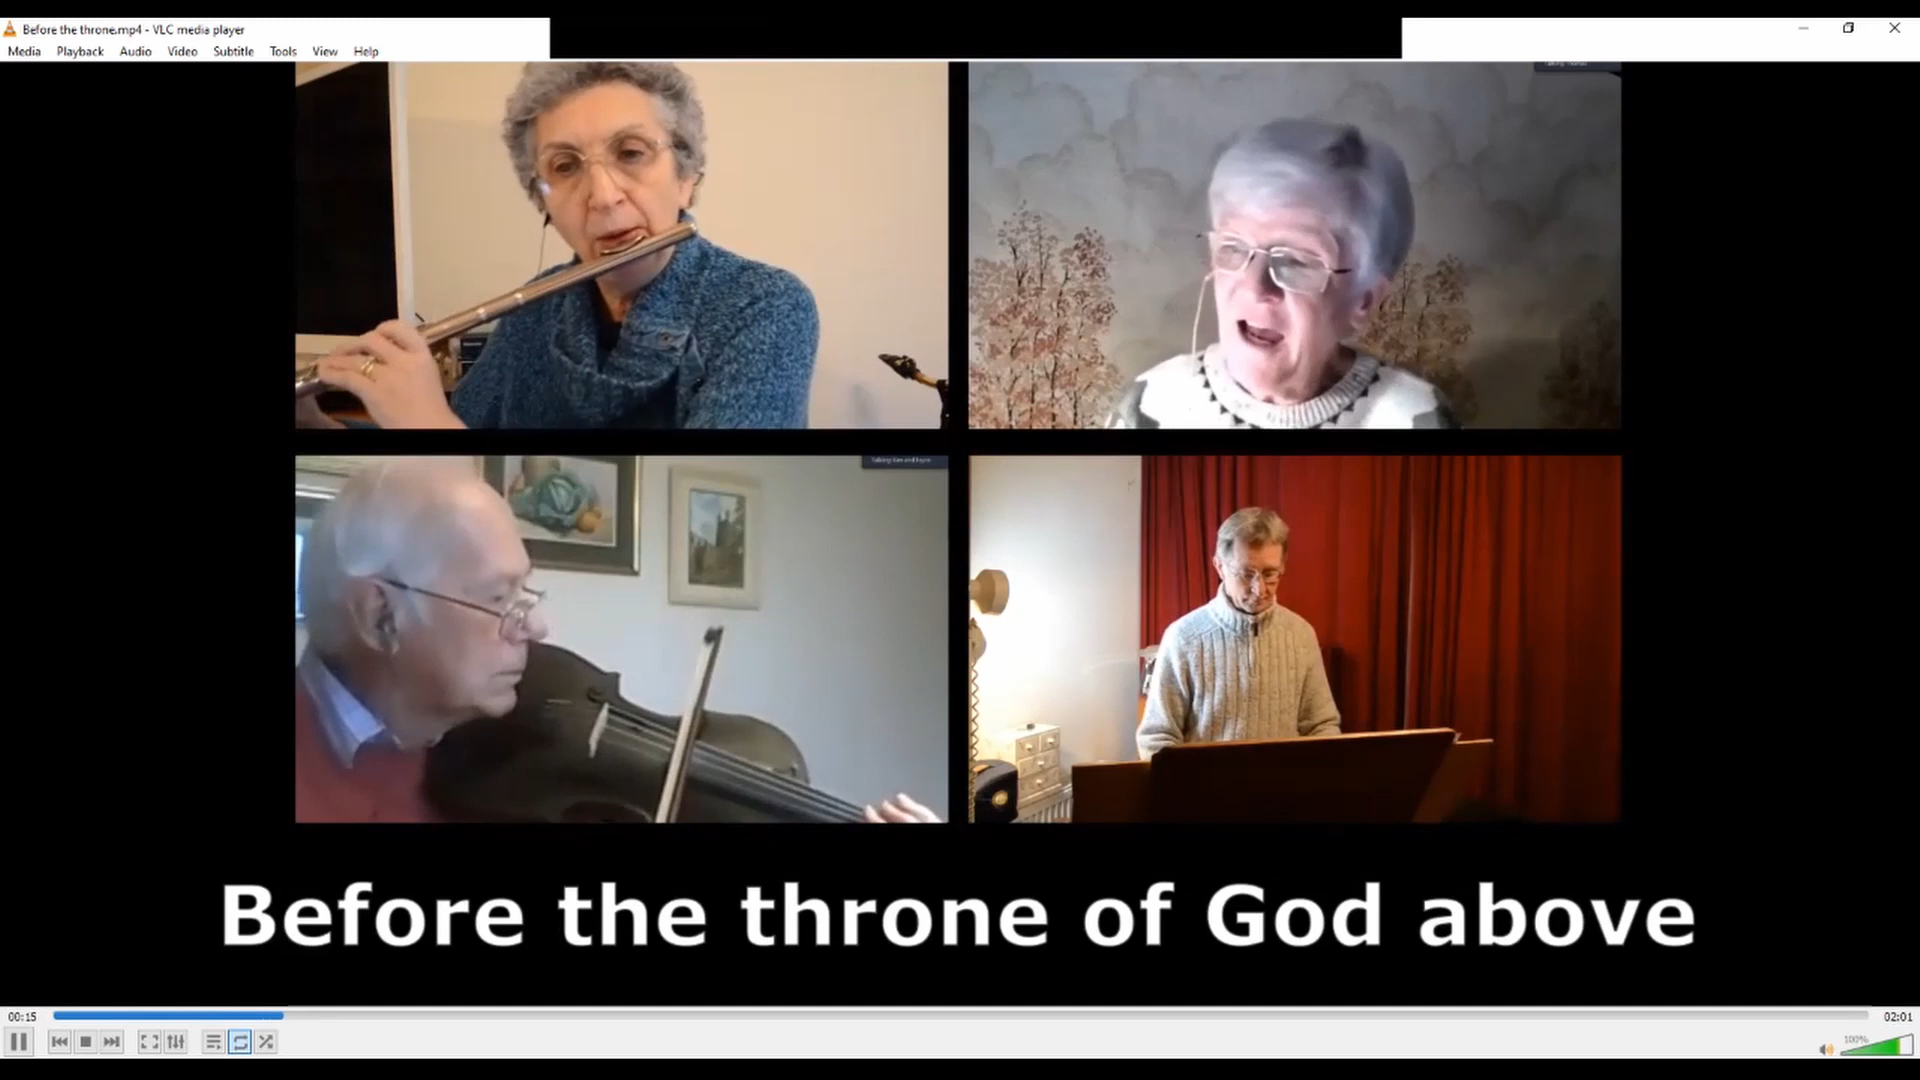 Before the throne.mp4 - VLC media player
Media Playback Audio Video Subtitle Tools View Help
Before the throne of God above
00:15
02:01
100%